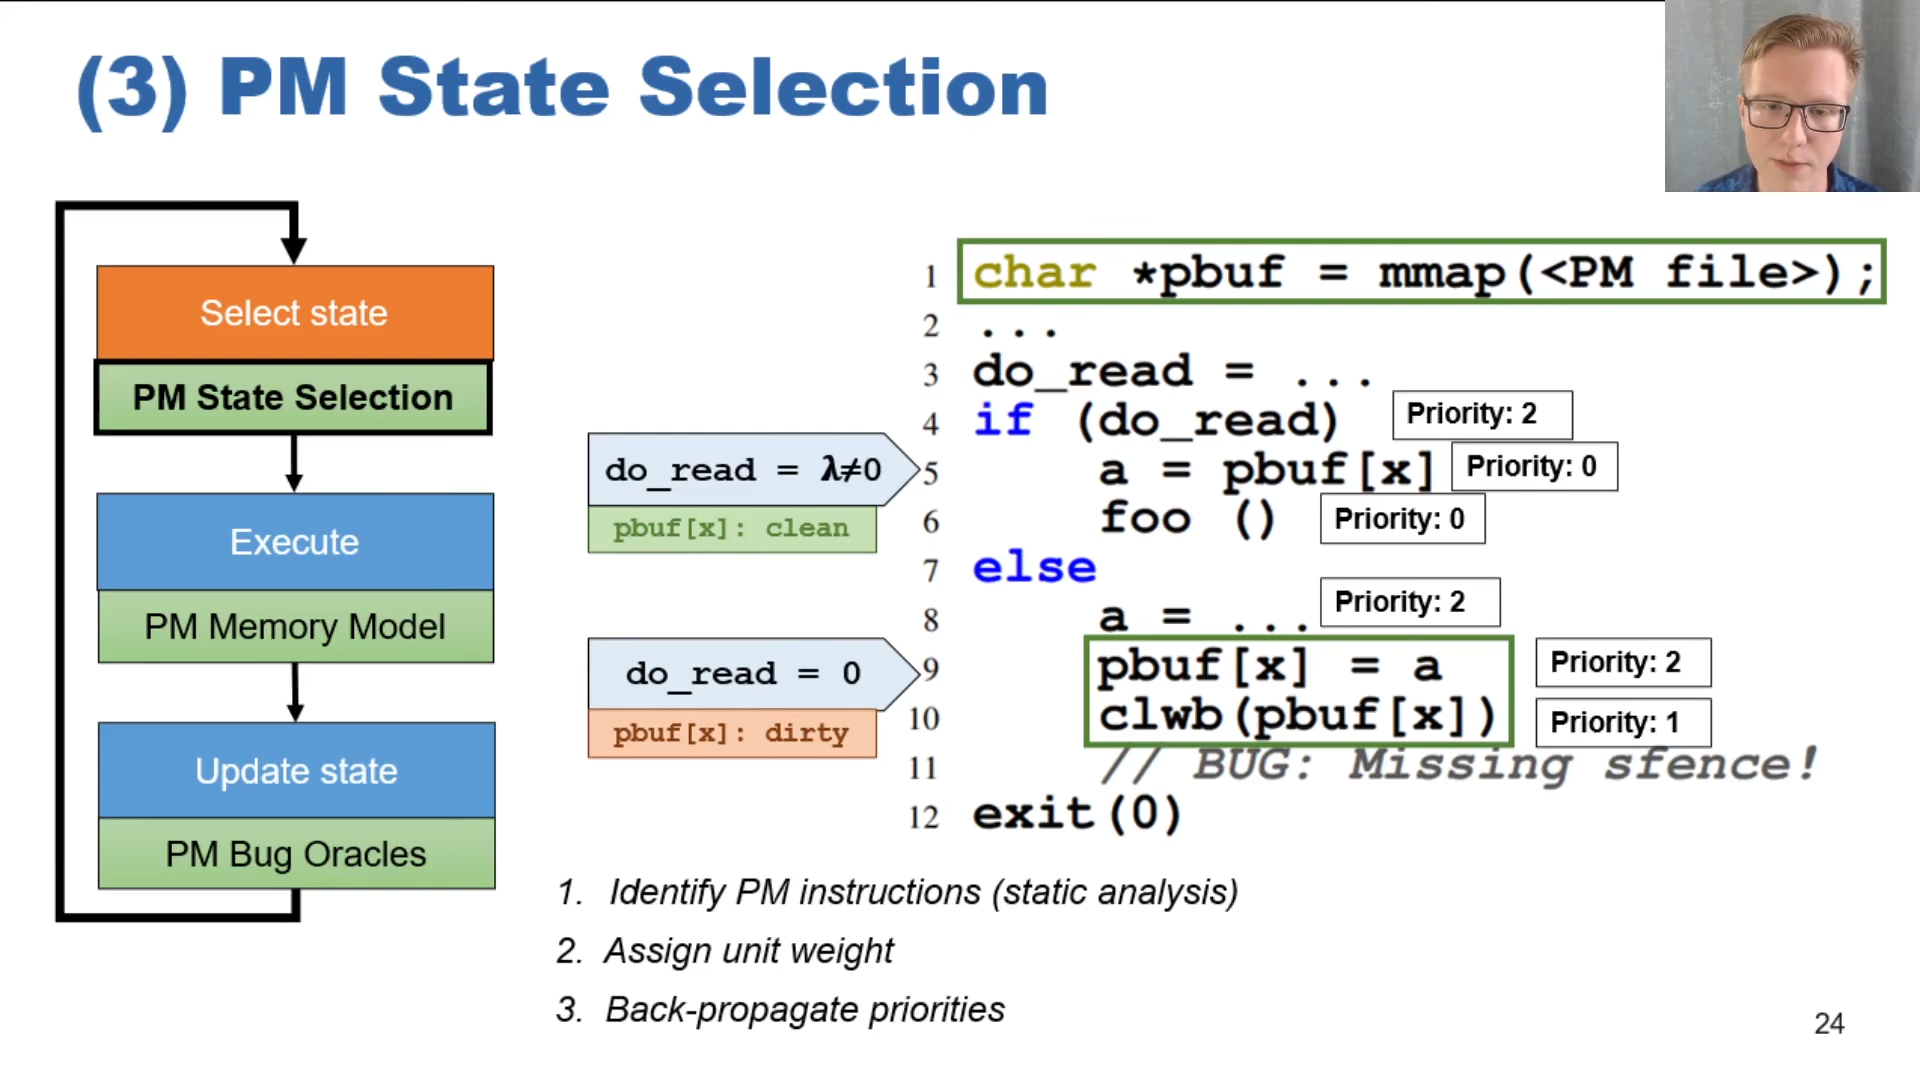 (3) PM State Selection
Select state
PM State Selection
Execute
PM Memory Model
Update state
PM Bug Oracles
do_read = λ≠0
pbuf[x]: clean
do_read = 0
pbuf[x]: dirty
1 char *pbuf = mmap(<PM file>);
2 ...
3 do_read = ...
4 if (do_read) Priority: 2
5 a = pbuf[x] Priority: 0
6 foo () Priority: 0
7 else
8 a = ... Priority: 2
9 pbuf[x] = a Priority: 2
10 clwb(pbuf[x]) Priority: 1
11 // BUG: Missing sfence!
12 exit(0)
1. Identify PM instructions (static analysis)
2. Assign unit weight
3. Back-propagate priorities
24